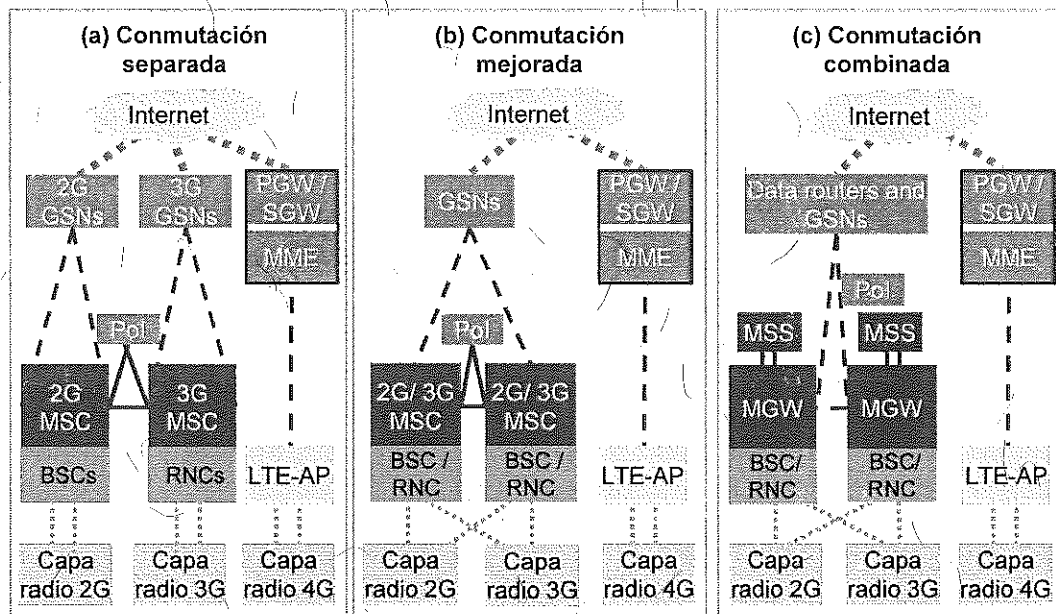 (a) Conmutación
separada
Internet
2G
GSNs
3G
GSNs
PGW /
SGW
MME
PoI
2G
MSC
3G
MSC
BSCs
RNCs
LTE-AP
Capa
radio 2G
Capa
radio 3G
Capa
radio 4G
(b) Conmutación
mejorada
Internet
GSNs
PGW /
SGW
MME
PoI
2G/ 3G
MSC
2G/ 3G
MSC
BSC /
RNC
BSC /
RNC
LTE-AP
Capa
radio 2G
Capa
radio 3G
Capa
radio 4G
(c) Conmutación
combinada
Internet
Data routers and
GSNs
PGW /
SGW
MME
PoI
MSS
MSS
MGW
MGW
BSC/
RNC
BSC/
RNC
LTE-AP
Capa
radio 2G
Capa
radio 3G
Capa
radio 4G